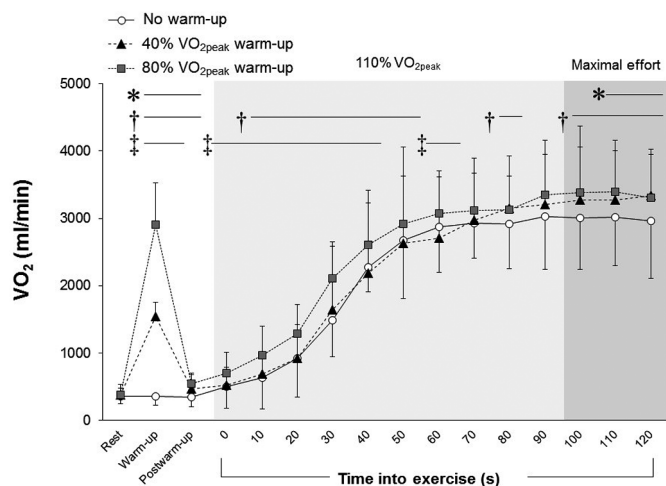 No warm-up
40% VO2peak warm-up
80% VO2peak warm-up
110% VO2peak
Maximal effort
5000
4000
3000
2000
1000
0
VO2 (ml/min)
*
†
‡
‡
†
‡
†
†
*
Rest
Warm-up
Postwarm-up
0
10
20
30
40
50
60
70
80
90
100
110
120
Time into exercise (s)